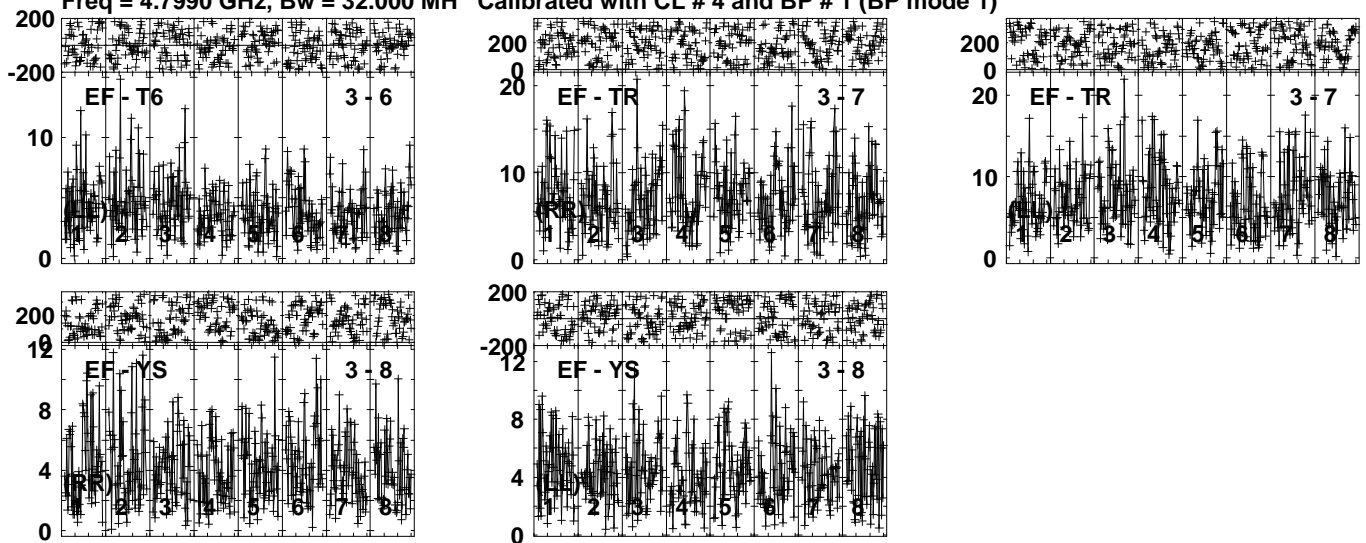 Freq = 4.7990 GHz, Bw = 32.000 MH Calibrated with CL # 4 and BP # 1 (BP mode 1)
200
-200
EF - T6 3 - 6
10
(LL)
1 2 3 4 5 6 7 8
0
200
0
20
EF - TR 3 - 7
10
(RR)
1 2 3 4 5 6 7 8
0
200
0
20
EF - TR 3 - 7
10
(LL)
1 2 3 4 5 6 7 8
0
200
0
12
EF - YS 3 - 8
8
4
(RR)
1 2 3 4 5 6 7 8
0
200
-200
12
EF - YS 3 - 8
8
4
(LL)
1 2 3 4 5 6 7 8
0